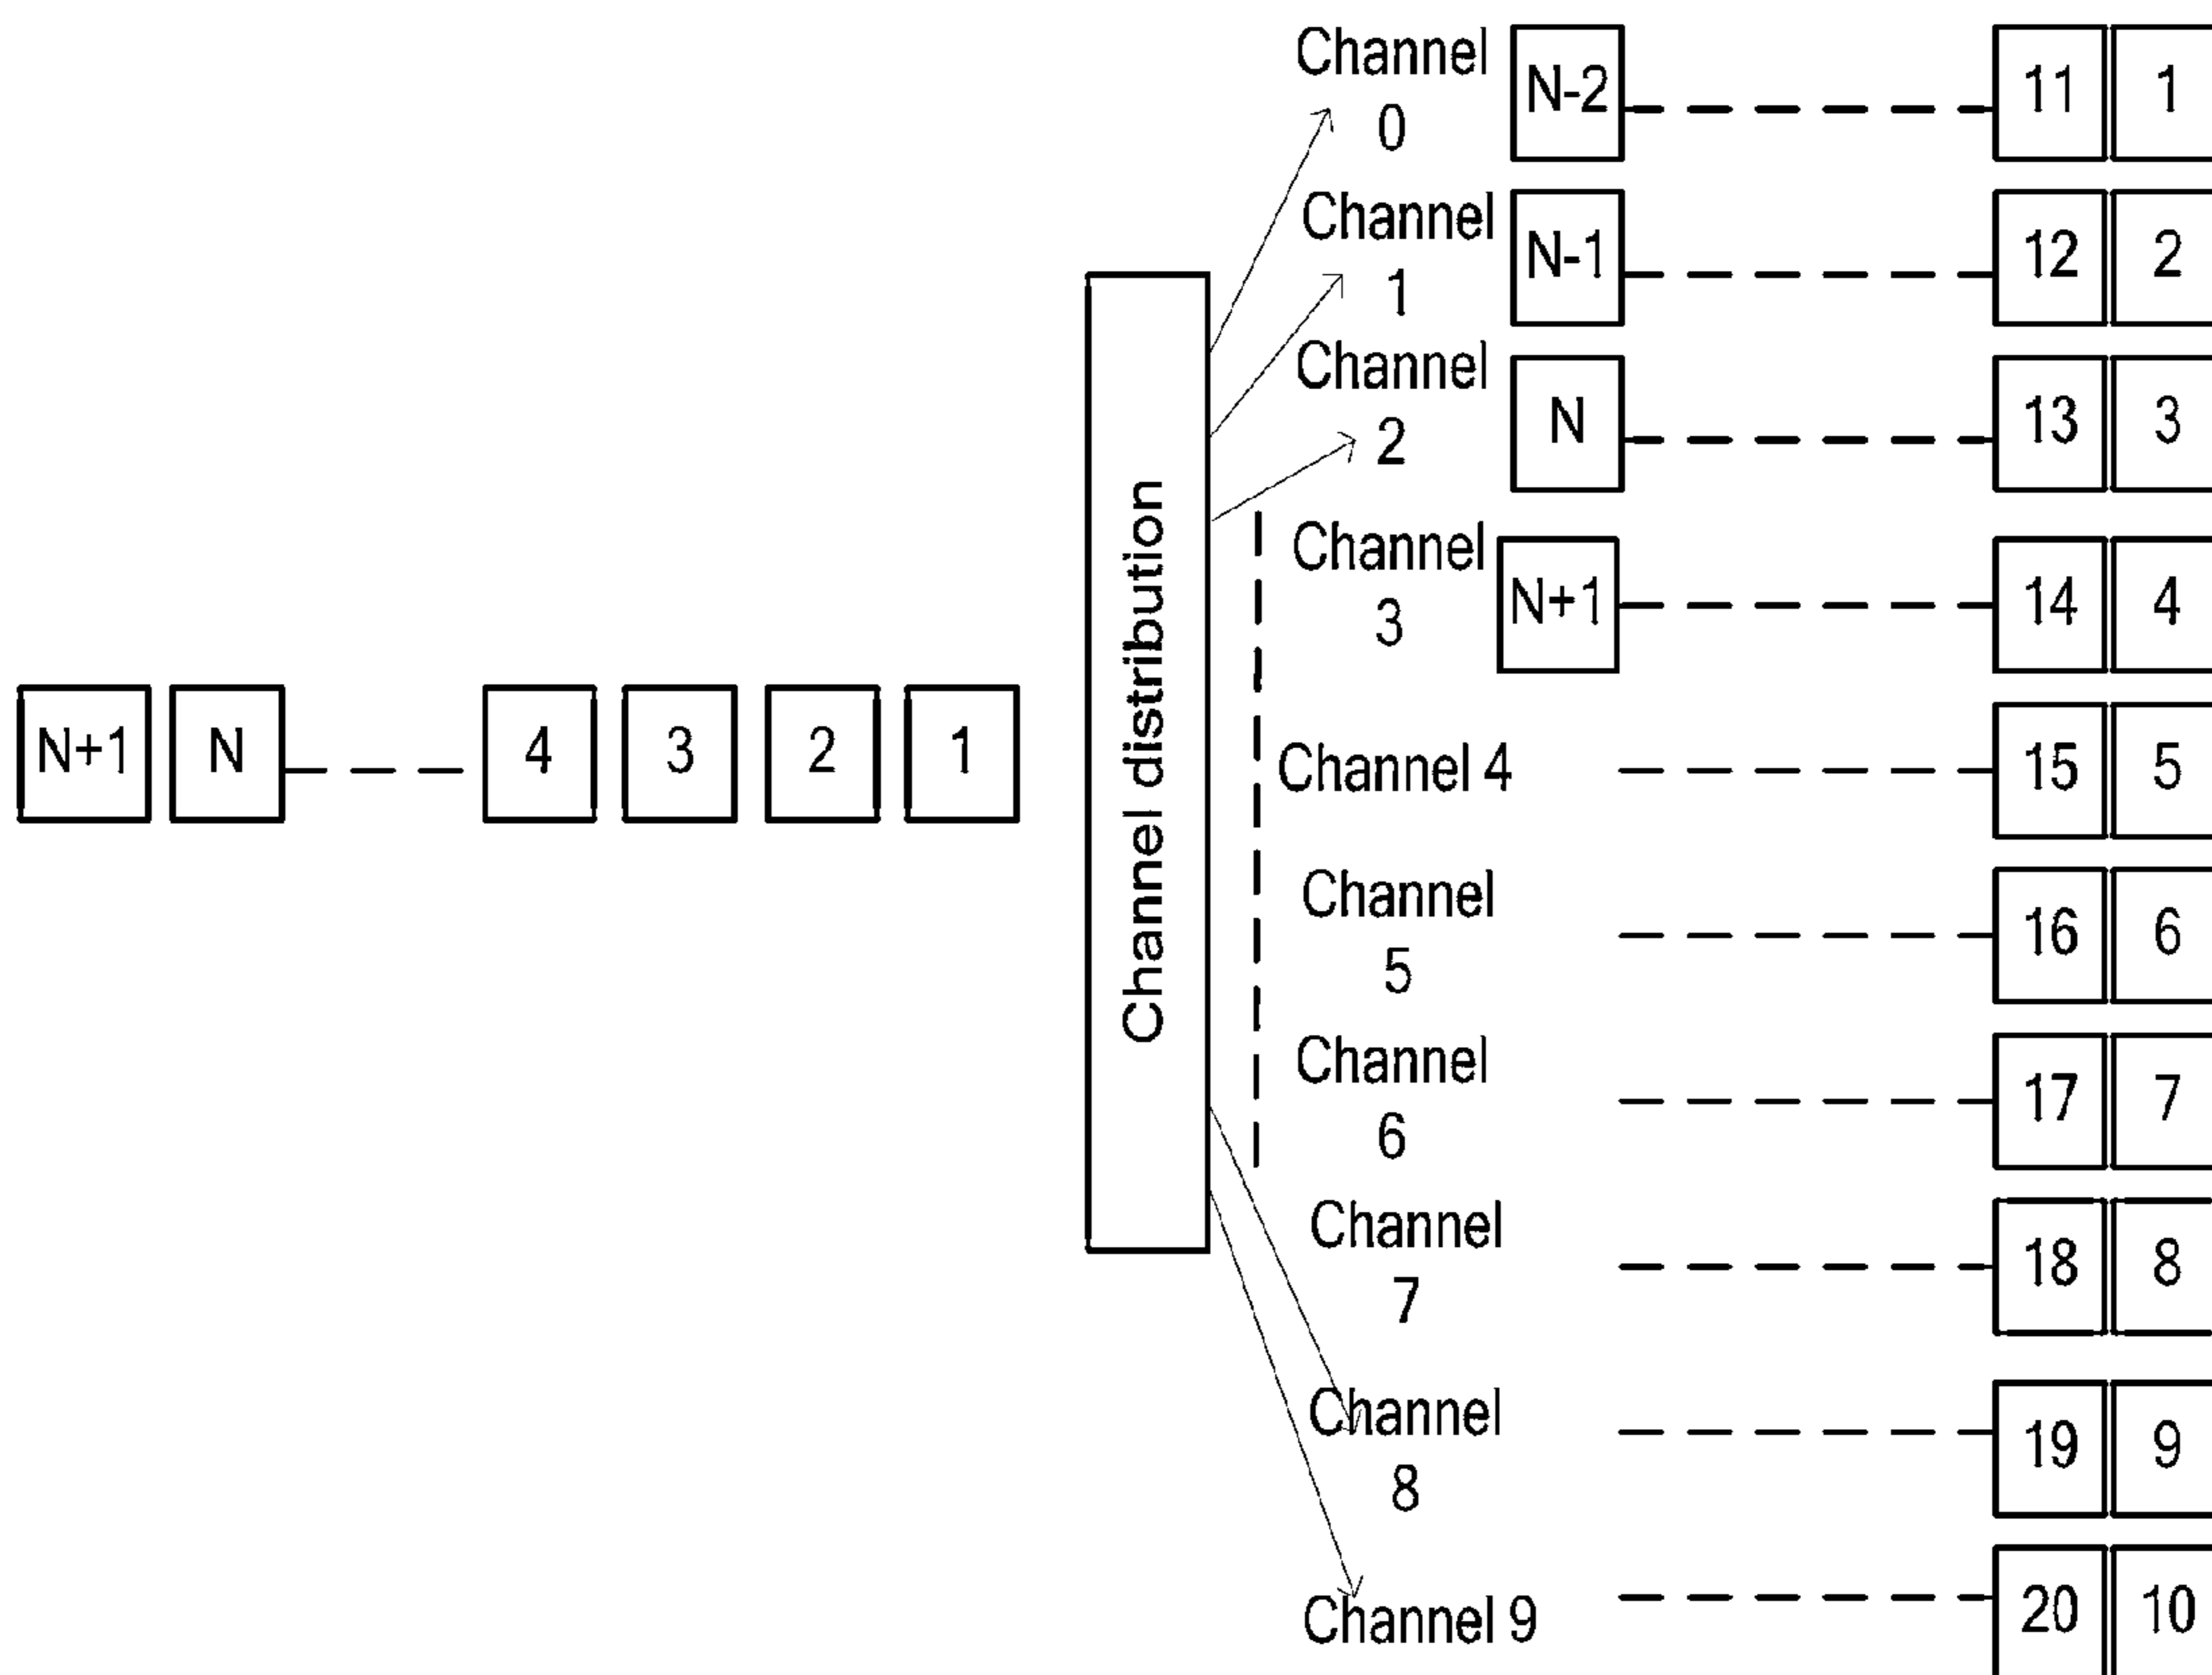 Channel
0
N-2
11
1
Channel
1
N-1
12
2
Channel
2
N
13
3
Channel
3
N+1
14
4
N+1
N
4
3
2
1
Channel distribution
Channel 4
15
5
Channel
5
16
6
Channel
6
17
7
Channel
7
18
8
Channel
8
19
9
Channel 9
20
10